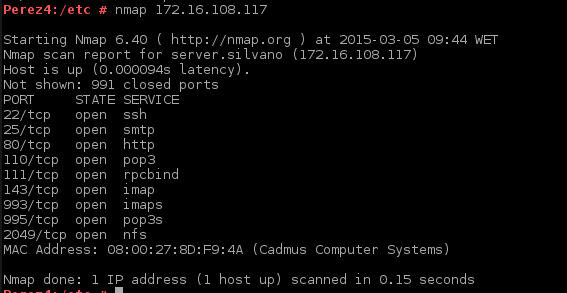 Perez4:/etc # nmap 172.16.108.117
Starting Nmap 6.40 ( http://nmap.org ) at 2015-03-05 09:44 WET
Nmap scan report for server.silvano (172.16.108.117)
Host is up (0.000094s latency).
Not shown: 991 closed ports
PORT     STATE SERVICE
22/tcp   open  ssh
25/tcp   open  smtp
80/tcp   open  http
110/tcp  open  pop3
111/tcp  open  rpcbind
143/tcp  open  imap
993/tcp  open  imaps
995/tcp  open  pop3s
2049/tcp open  nfs
MAC Address: 08:00:27:8D:F9:4A (Cadmus Computer Systems)
Nmap done: 1 IP address (1 host up) scanned in 0.15 seconds
Perez4:/etc #